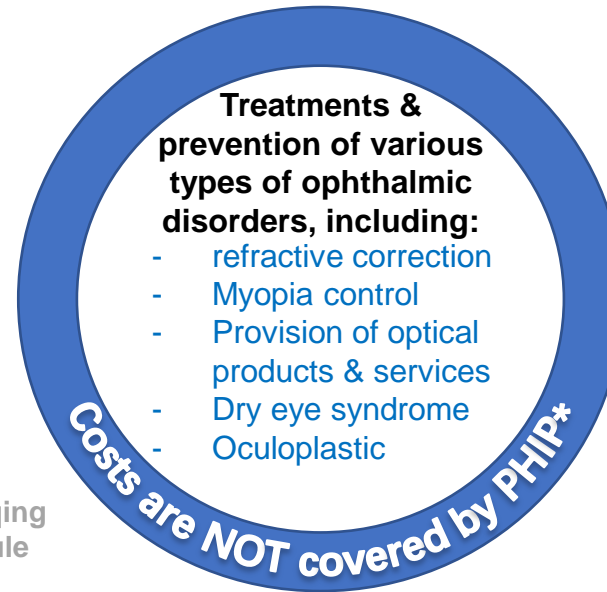 Treatments &
prevention of various
types of ophthalmic
disorders, including:
- refractive correction
- Myopia control
- Provision of optical
products & services
- Dry eye syndrome
- Oculoplastic
Costs are NOT covered by PHIP*